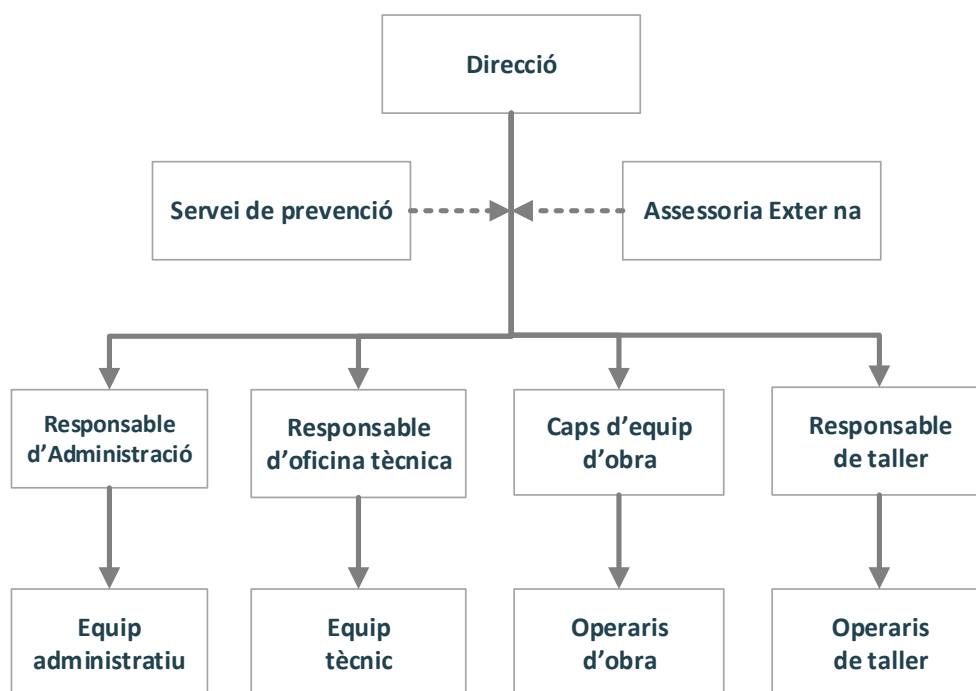 Direcció
Servei de prevenció
Assessoria Exter na
Responsable
d’Administració
Responsable
d’oficina tècnica
Caps d’equip
d’obra
Responsable
de taller
Equip
administratiu
Equip
tècnic
Operaris
d’obra
Operaris
de taller